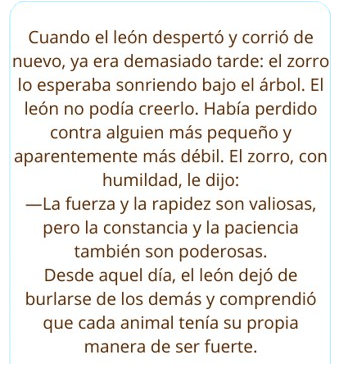 Cuando el león despertó y corrió de
nuevo, ya era demasiado tarde: el zorro
lo esperaba sonriendo bajo el árbol. El
león no podía creerlo. Había perdido
contra alguien más pequeño y
aparentemente más débil. El zorro, con
humildad, le dijo:
—La fuerza y la rapidez son valiosas,
pero la constancia y la paciencia
también son poderosas.
Desde aquel día, el león dejó de
burlarse de los demás y comprendió
que cada animal tenía su propia
manera de ser fuerte.